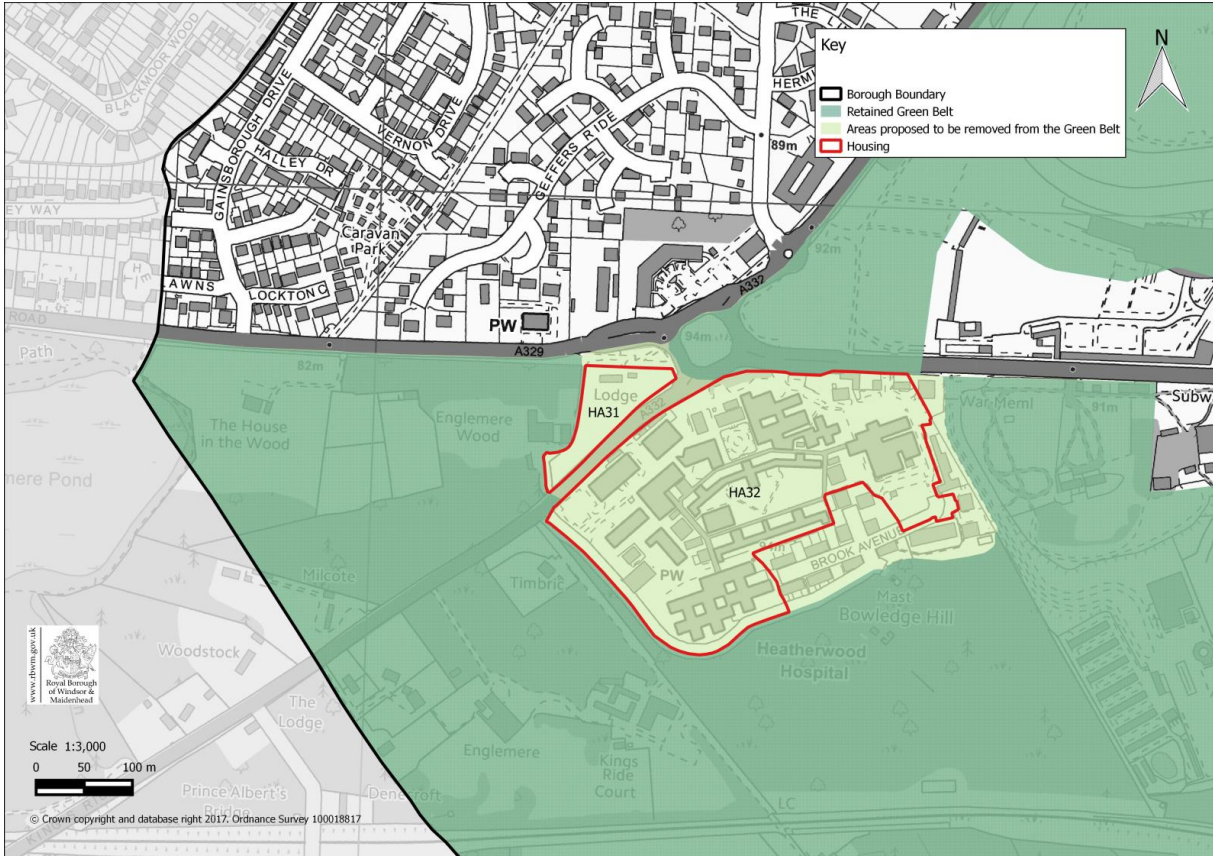 BLACKMOOR WOOD
THE LI
HERMI
GAINSBOROUGH DRIVE
VERNON DRIVE
GEFFERS RIDE
HALLEY DR
EY WAY
Caravan
Park
LAWNS
LOCKTON C
ROAD
PW
A329
A332
89m
92m
94m
82m
Key
Borough Boundary
Retained Green Belt
Areas proposed to be removed from the Green Belt
Housing
N
Path
The House
in the Wood
Englemere
Wood
Lodge
A332
HA31
HA32
War Meml
91m
Subw
mere Pond
Milcote
Timbric
PW
BROOK AVENUE
Mast
Bowledge Hill
Heatherwood
Hospital
Woodstock
The
Lodge
Englemere
Kings
Ride
Court
Prince Albert's
Bridge
Denecroft
LC
www.rbwm.gov.uk
Royal Borough
of Windsor &
Maidenhead
Scale 1:3,000
0 50 100 m
© Crown copyright and database right 2017. Ordnance Survey 100018817